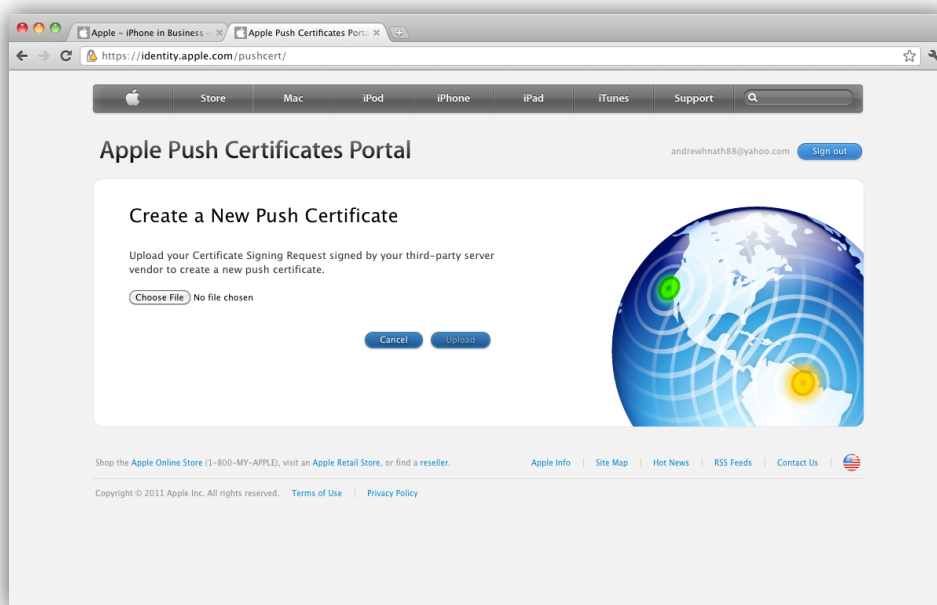 Apple – iPhone in Business –
Apple Push Certificates Porta
https://identity.apple.com/pushcert/
Store Mac iPod iPhone iPad iTunes Support
Apple Push Certificates Portal
andrewhnath88@yahoo.com Sign out
Create a New Push Certificate
Upload your Certificate Signing Request signed by your third-party server
vendor to create a new push certificate.
Choose File No file chosen
Cancel Upload
Shop the Apple Online Store (1-800-MY-APPLE), visit an Apple Retail Store, or find a reseller.
Apple Info Site Map Hot News RSS Feeds Contact Us
Copyright © 2011 Apple Inc. All rights reserved. Terms of Use Privacy Policy